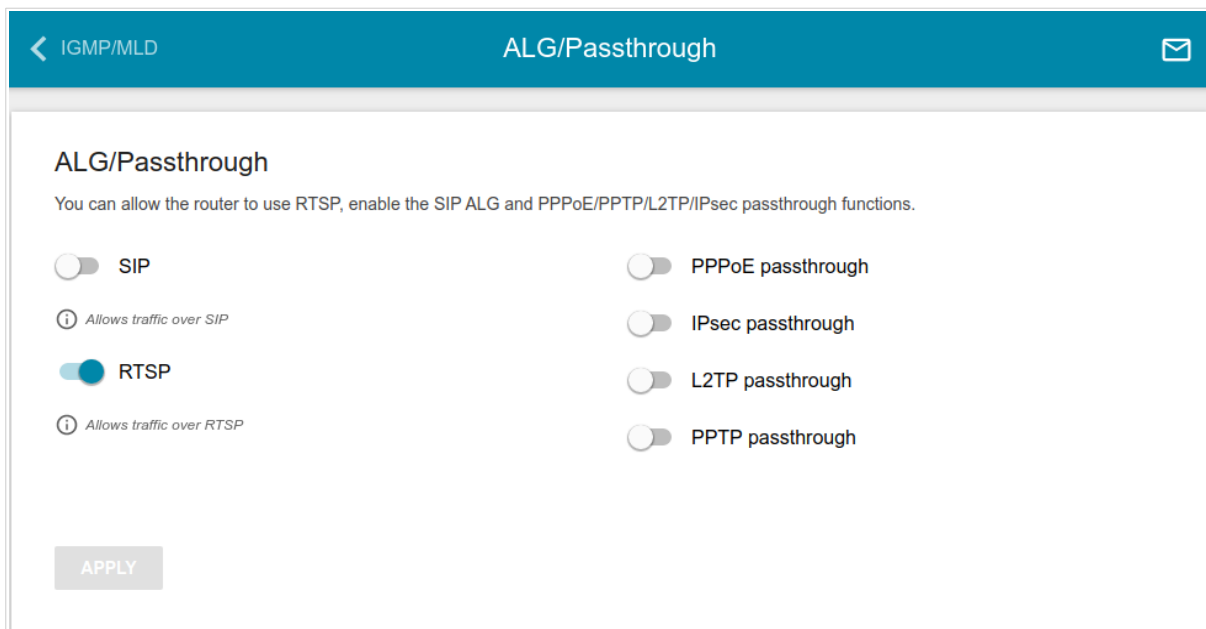 IGMP/MLD
ALG/Passthrough
ALG/Passthrough
You can allow the router to use RTSP, enable the SIP ALG and PPPoE/PPTP/L2TP/IPsec passthrough functions.
SIP
Allows traffic over SIP
RTSP
Allows traffic over RTSP
PPPoE passthrough
IPsec passthrough
L2TP passthrough
PPTP passthrough
APPLY